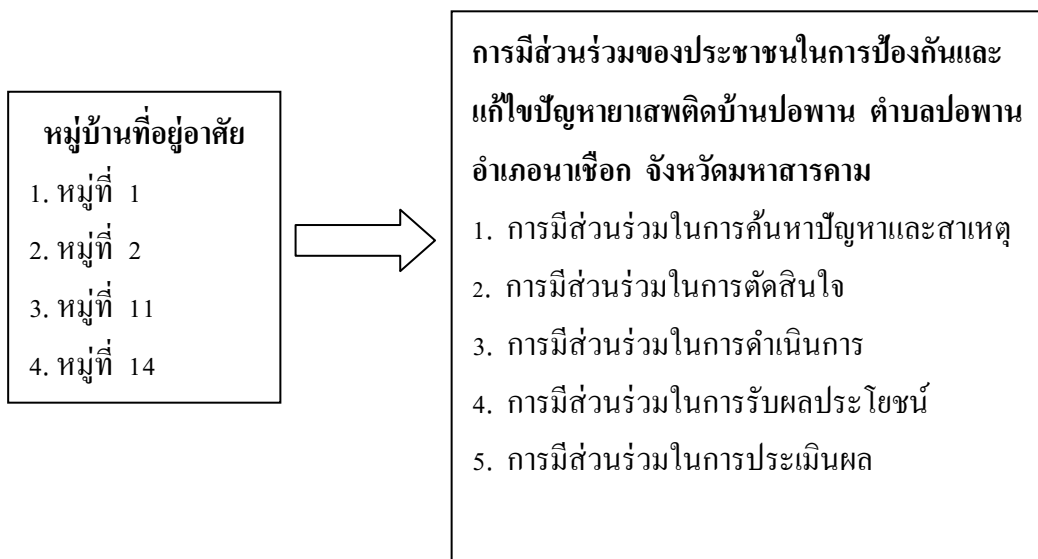 หมู่บ้านที่อยู่อาศัย
1. หมู่ที่ 1
2. หมู่ที่ 2
3. หมู่ที่ 11
4. หมู่ที่ 14
การมีส่วนร่วมของประชาชนในการป้องกันและ
แก้ไขปัญหายาเสพติดบ้านปอพาน ตำบลปอพาน
อำเภอนาเชือก จังหวัดมหาสารคาม
1. การมีส่วนร่วมในการค้นหาปัญหาและสาเหตุ
2. การมีส่วนร่วมในการตัดสินใจ
3. การมีส่วนร่วมในการดำเนินการ
4. การมีส่วนร่วมในการรับผลประโยชน์
5. การมีส่วนร่วมในการประเมินผล